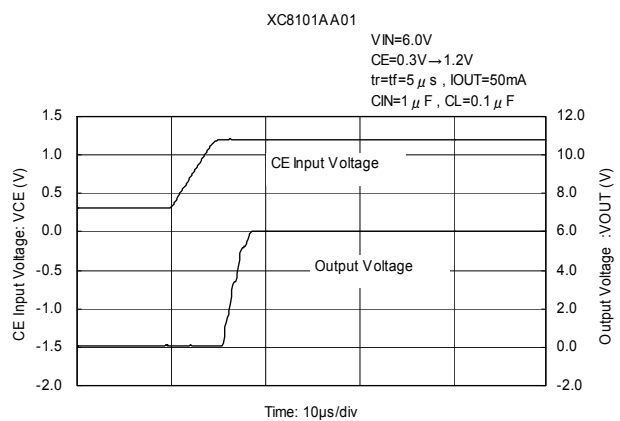 XC8101AA01
VIN=6.0V
CE=0.3V→1.2V
tr=tf=5 μ s , IOUT=50mA
CIN=1 μ F , CL=0.1 μ F
1.5
1.0
0.5
0.0
-0.5
-1.0
-1.5
-2.0
CE Input Voltage: VCE (V)
CE Input Voltage
Output Voltage
12.0
10.0
8.0
6.0
4.0
2.0
0.0
-2.0
Output Voltage :VOUT (V)
Time: 10μs/div